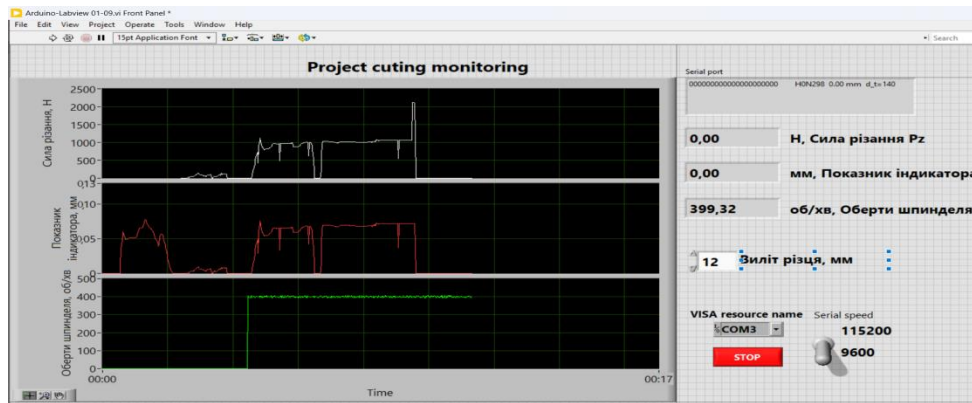 Arduino-Labview 01-09.vi Front Panel *
File Edit View Project Operate Tools Window Help
15pt Application Font
Search
Project cuting monitoring
Serial port
00000000000000000000 H0N298 0.00 mm d_t=140
Сила різання, Н
2500
2000
1500
1000
500
0
0,00 Н, Сила різання Pz
0,00 мм, Показник індикатора
399,32 об/хв, Оберти шпинделя
Показник індикатора, мм
0,13
0,10
0,05
0
12 Виліт різця, мм
Оберти шпинделя, об/хв
500
400
300
200
100
0
00:00
00:17
Time
VISA resource name Serial speed
COM3
115200
9600
STOP